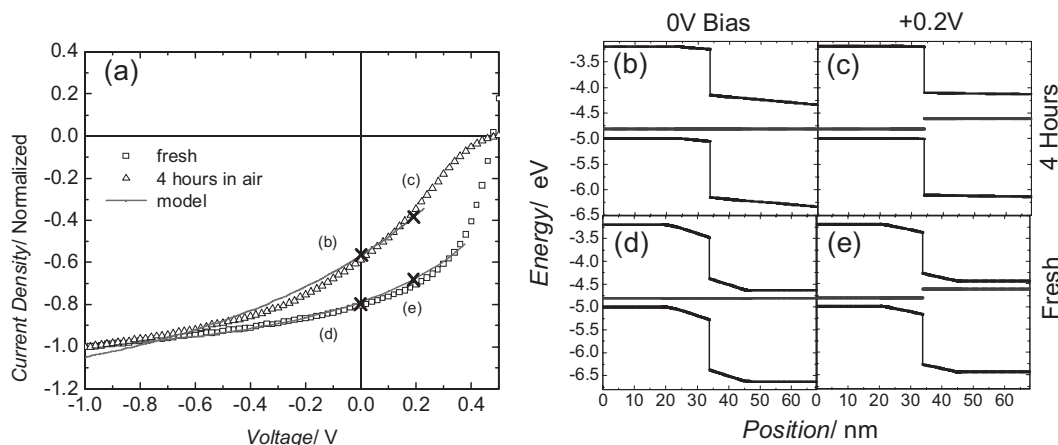 (a)
0.4
0.2
0.0
-0.2
-0.4
-0.6
-0.8
-1.0
-1.2
Current Density/ Normalized
fresh
4 hours in air
model
(b)
(c)
(d)
(e)
-1.0 -0.8 -0.6 -0.4 -0.2 0.0 0.2 0.4
Voltage/ V
0V Bias
+0.2V
(b)
(c)
-3.5
-4.0
-4.5
-5.0
-5.5
-6.0
-6.5
4 Hours
Energy/ eV
(d)
(e)
-3.5
-4.0
-5.0
-5.5
-6.0
-6.5
Fresh
0 10 20 30 40 50 60
0 10 20 30 40 50 60
Position/ nm